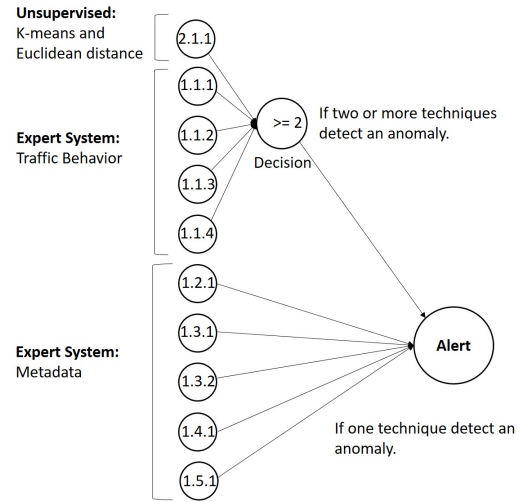 Unsupervised:
K-means and
Euclidean distance
2.1.1
1.1.1
Expert System:
Traffic Behavior
1.1.2
1.1.3
1.1.4
>= 2
Decision
If two or more techniques
detect an anomaly.
Expert System:
Metadata
1.2.1
1.3.1
1.3.2
1.4.1
1.5.1
Alert
If one technique detect an
anomaly.